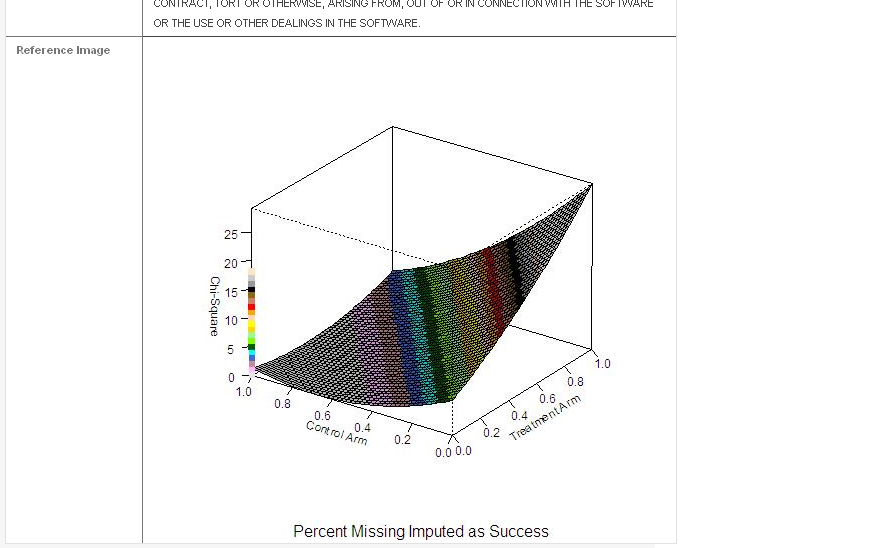 CONTRACT, TORT OR OTHERWISE, ARISING FROM, OUT OF OR IN CONNECTION WITH THE SOFTWARE
OR THE USE OR OTHER DEALINGS IN THE SOFTWARE.
Reference Image
25
20
15
10
5
0
Chi-Square
1.0
0.8
0.6
0.4
0.2
0.0
Control Arm
0.0
0.2
0.4
0.6
0.8
1.0
Treatment Arm
Percent Missing Imputed as Success